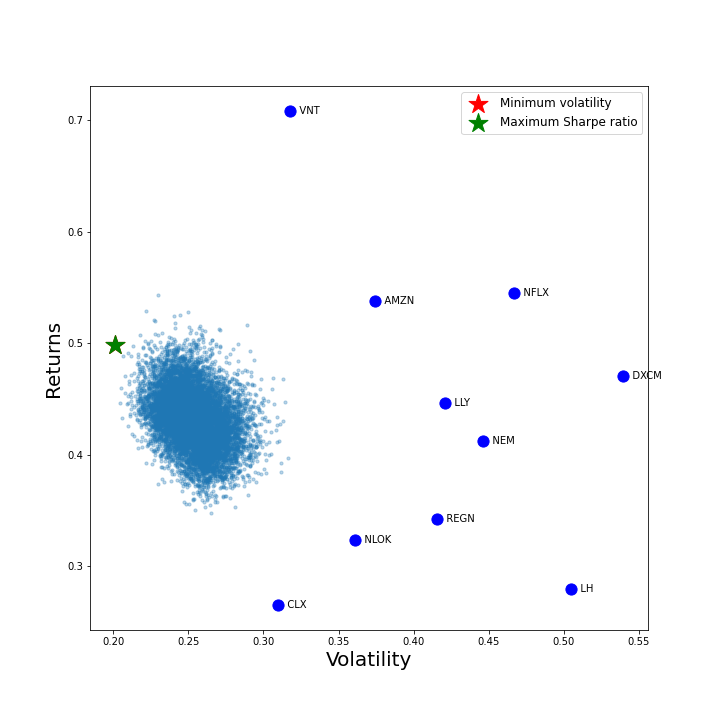 Minimum volatility
Maximum Sharpe ratio
0.7
VNT
0.6
NFLX
AMZN
0.5
DXCM
LLY
NEM
0.4
REGN
NLOK
0.3
LH
CLX
Returns
0.20 0.25 0.30 0.35 0.40 0.45 0.50 0.55
Volatility